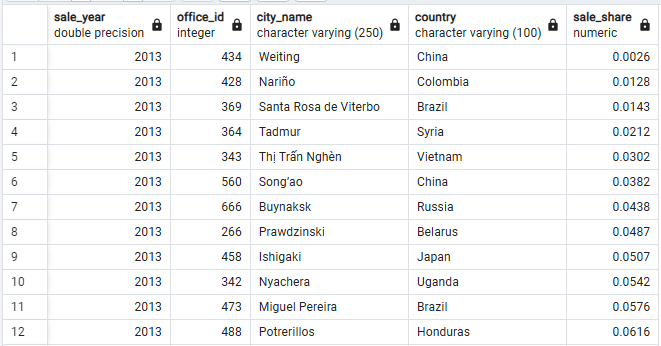 sale_year office_id city_name country sale_share
double precision integer character varying (250) character varying (100) numeric
1 2013 434 Weiting China 0.0026
2 2013 428 Nariño Colombia 0.0128
3 2013 369 Santa Rosa de Viterbo Brazil 0.0143
4 2013 364 Tadmur Syria 0.0212
5 2013 343 Thị Trấn Nghèn Vietnam 0.0302
6 2013 560 Song’ao China 0.0382
7 2013 666 Buynaksk Russia 0.0438
8 2013 266 Prawdzinski Belarus 0.0487
9 2013 458 Ishigaki Japan 0.0507
10 2013 342 Nyachera Uganda 0.0542
11 2013 473 Miguel Pereira Brazil 0.0576
12 2013 488 Potrerillos Honduras 0.0616